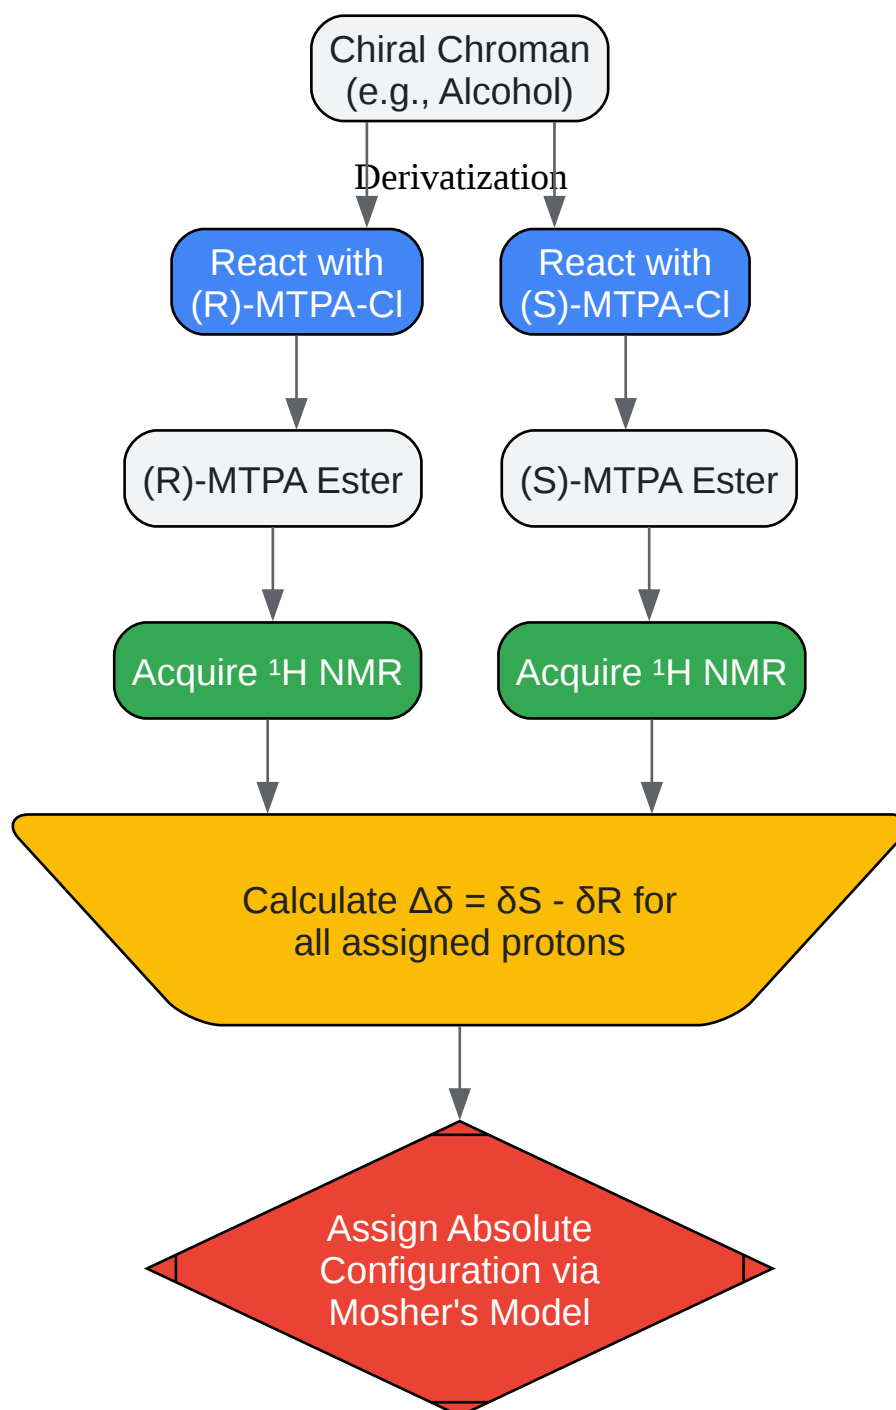 Chiral Chroman
(e.g., Alcohol)
Derivatization
React with
(R)-MTPA-Cl
React with
(S)-MTPA-Cl
(R)-MTPA Ester
(S)-MTPA Ester
Acquire ¹H NMR
Acquire ¹H NMR
Calculate Δδ = δS - δR for
all assigned protons
Assign Absolute
Configuration via
Mosher's Model